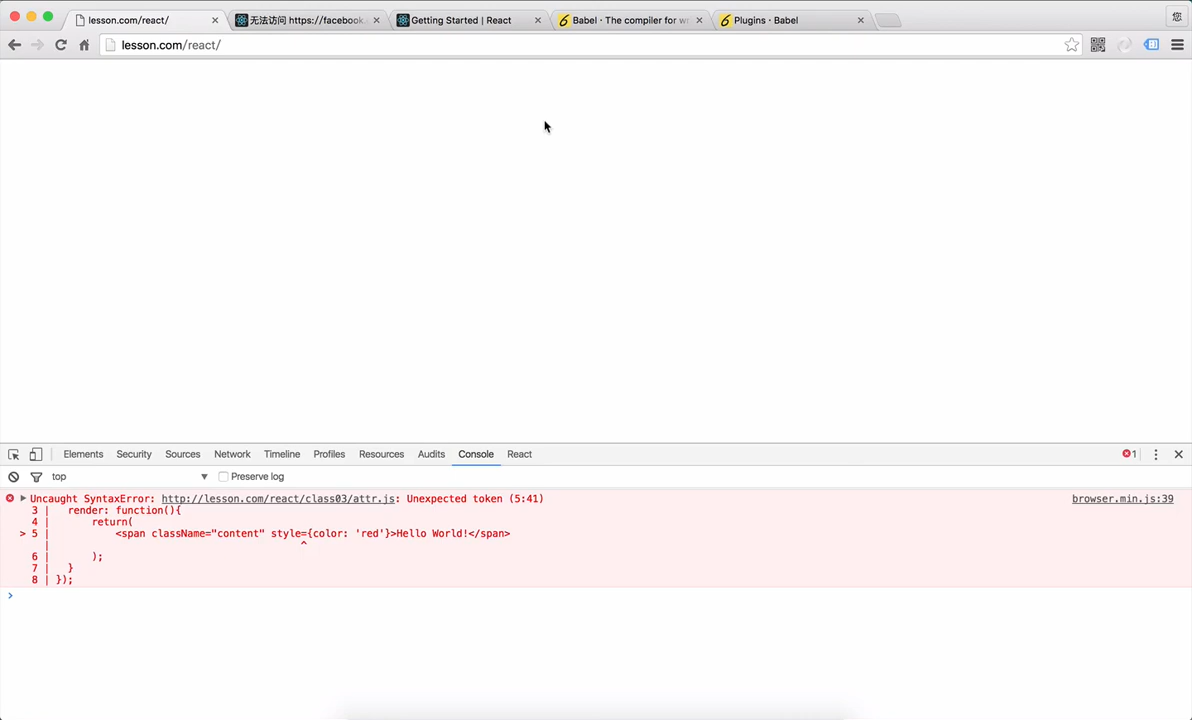 lesson.com/react/
无法访问 https://facebook.
Getting Started | React
Babel · The compiler for wr
Plugins · Babel
您
lesson.com/react/
Elements Security Sources Network Timeline Profiles Resources Audits Console React 1
top Preserve log
Uncaught SyntaxError: http://lesson.com/react/class03/attr.js: Unexpected token (5:41) browser.min.js:39
3 | render: function(){
4 | return(
> 5 | <span className="content" style={color: 'red'}>Hello World!</span>
| ^
6 | );
7 | }
8 | });
>